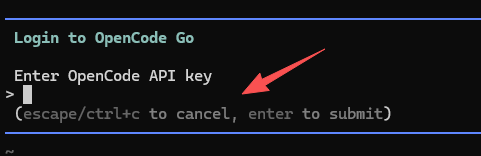 Login to OpenCode Go
Enter OpenCode API key
>
(escape/ctrl+c to cancel, enter to submit)
~